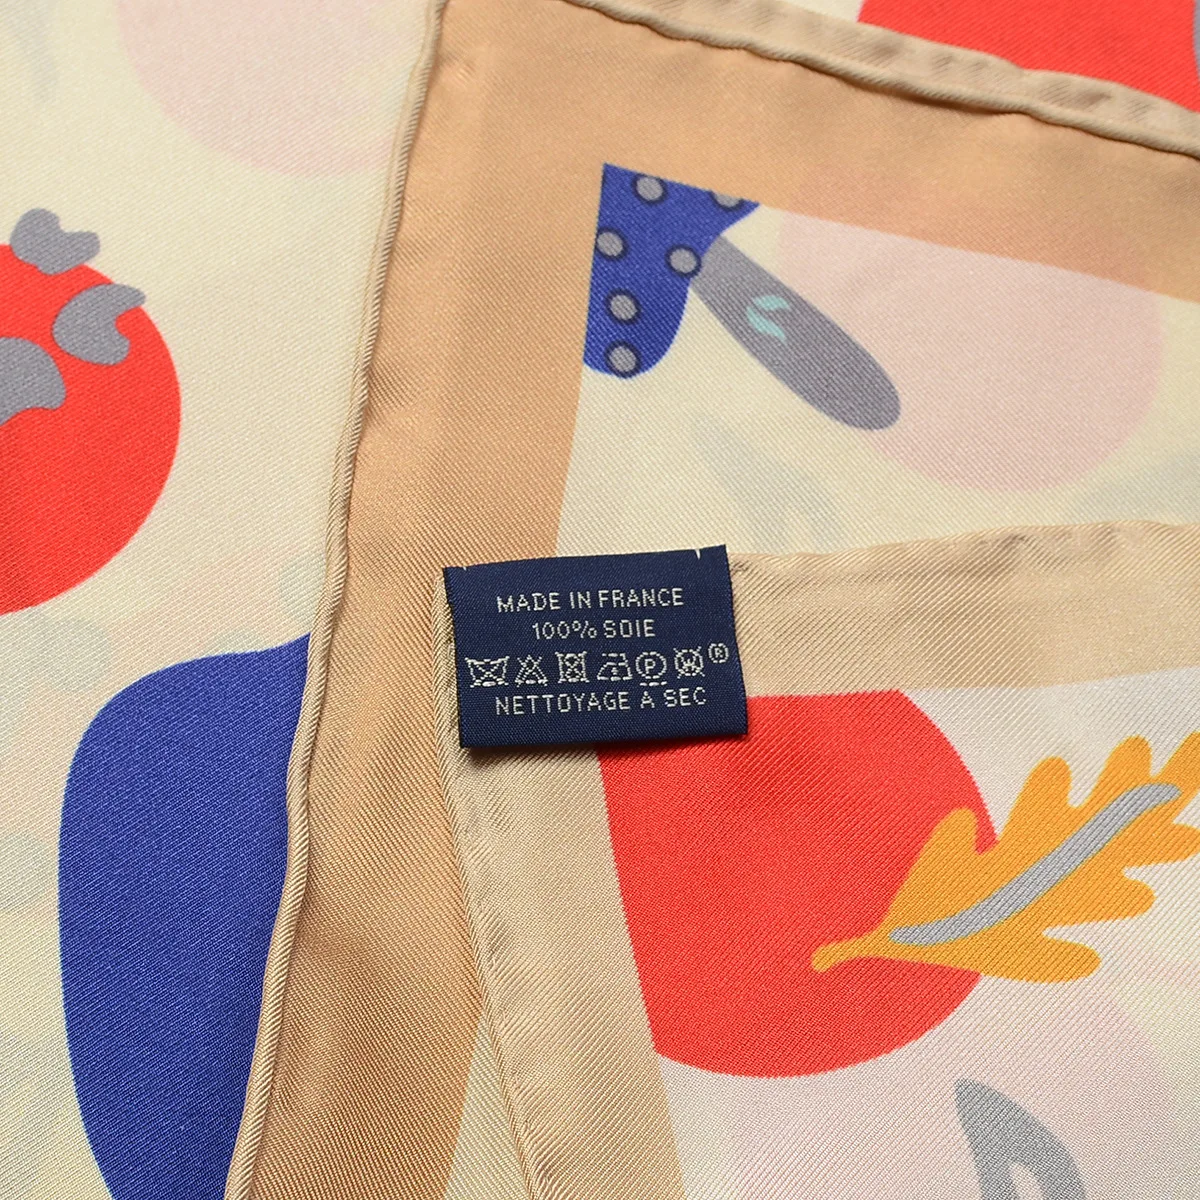 MADE IN FRANCE
100% SOIE
P W ®
NETTOYAGE A SEC